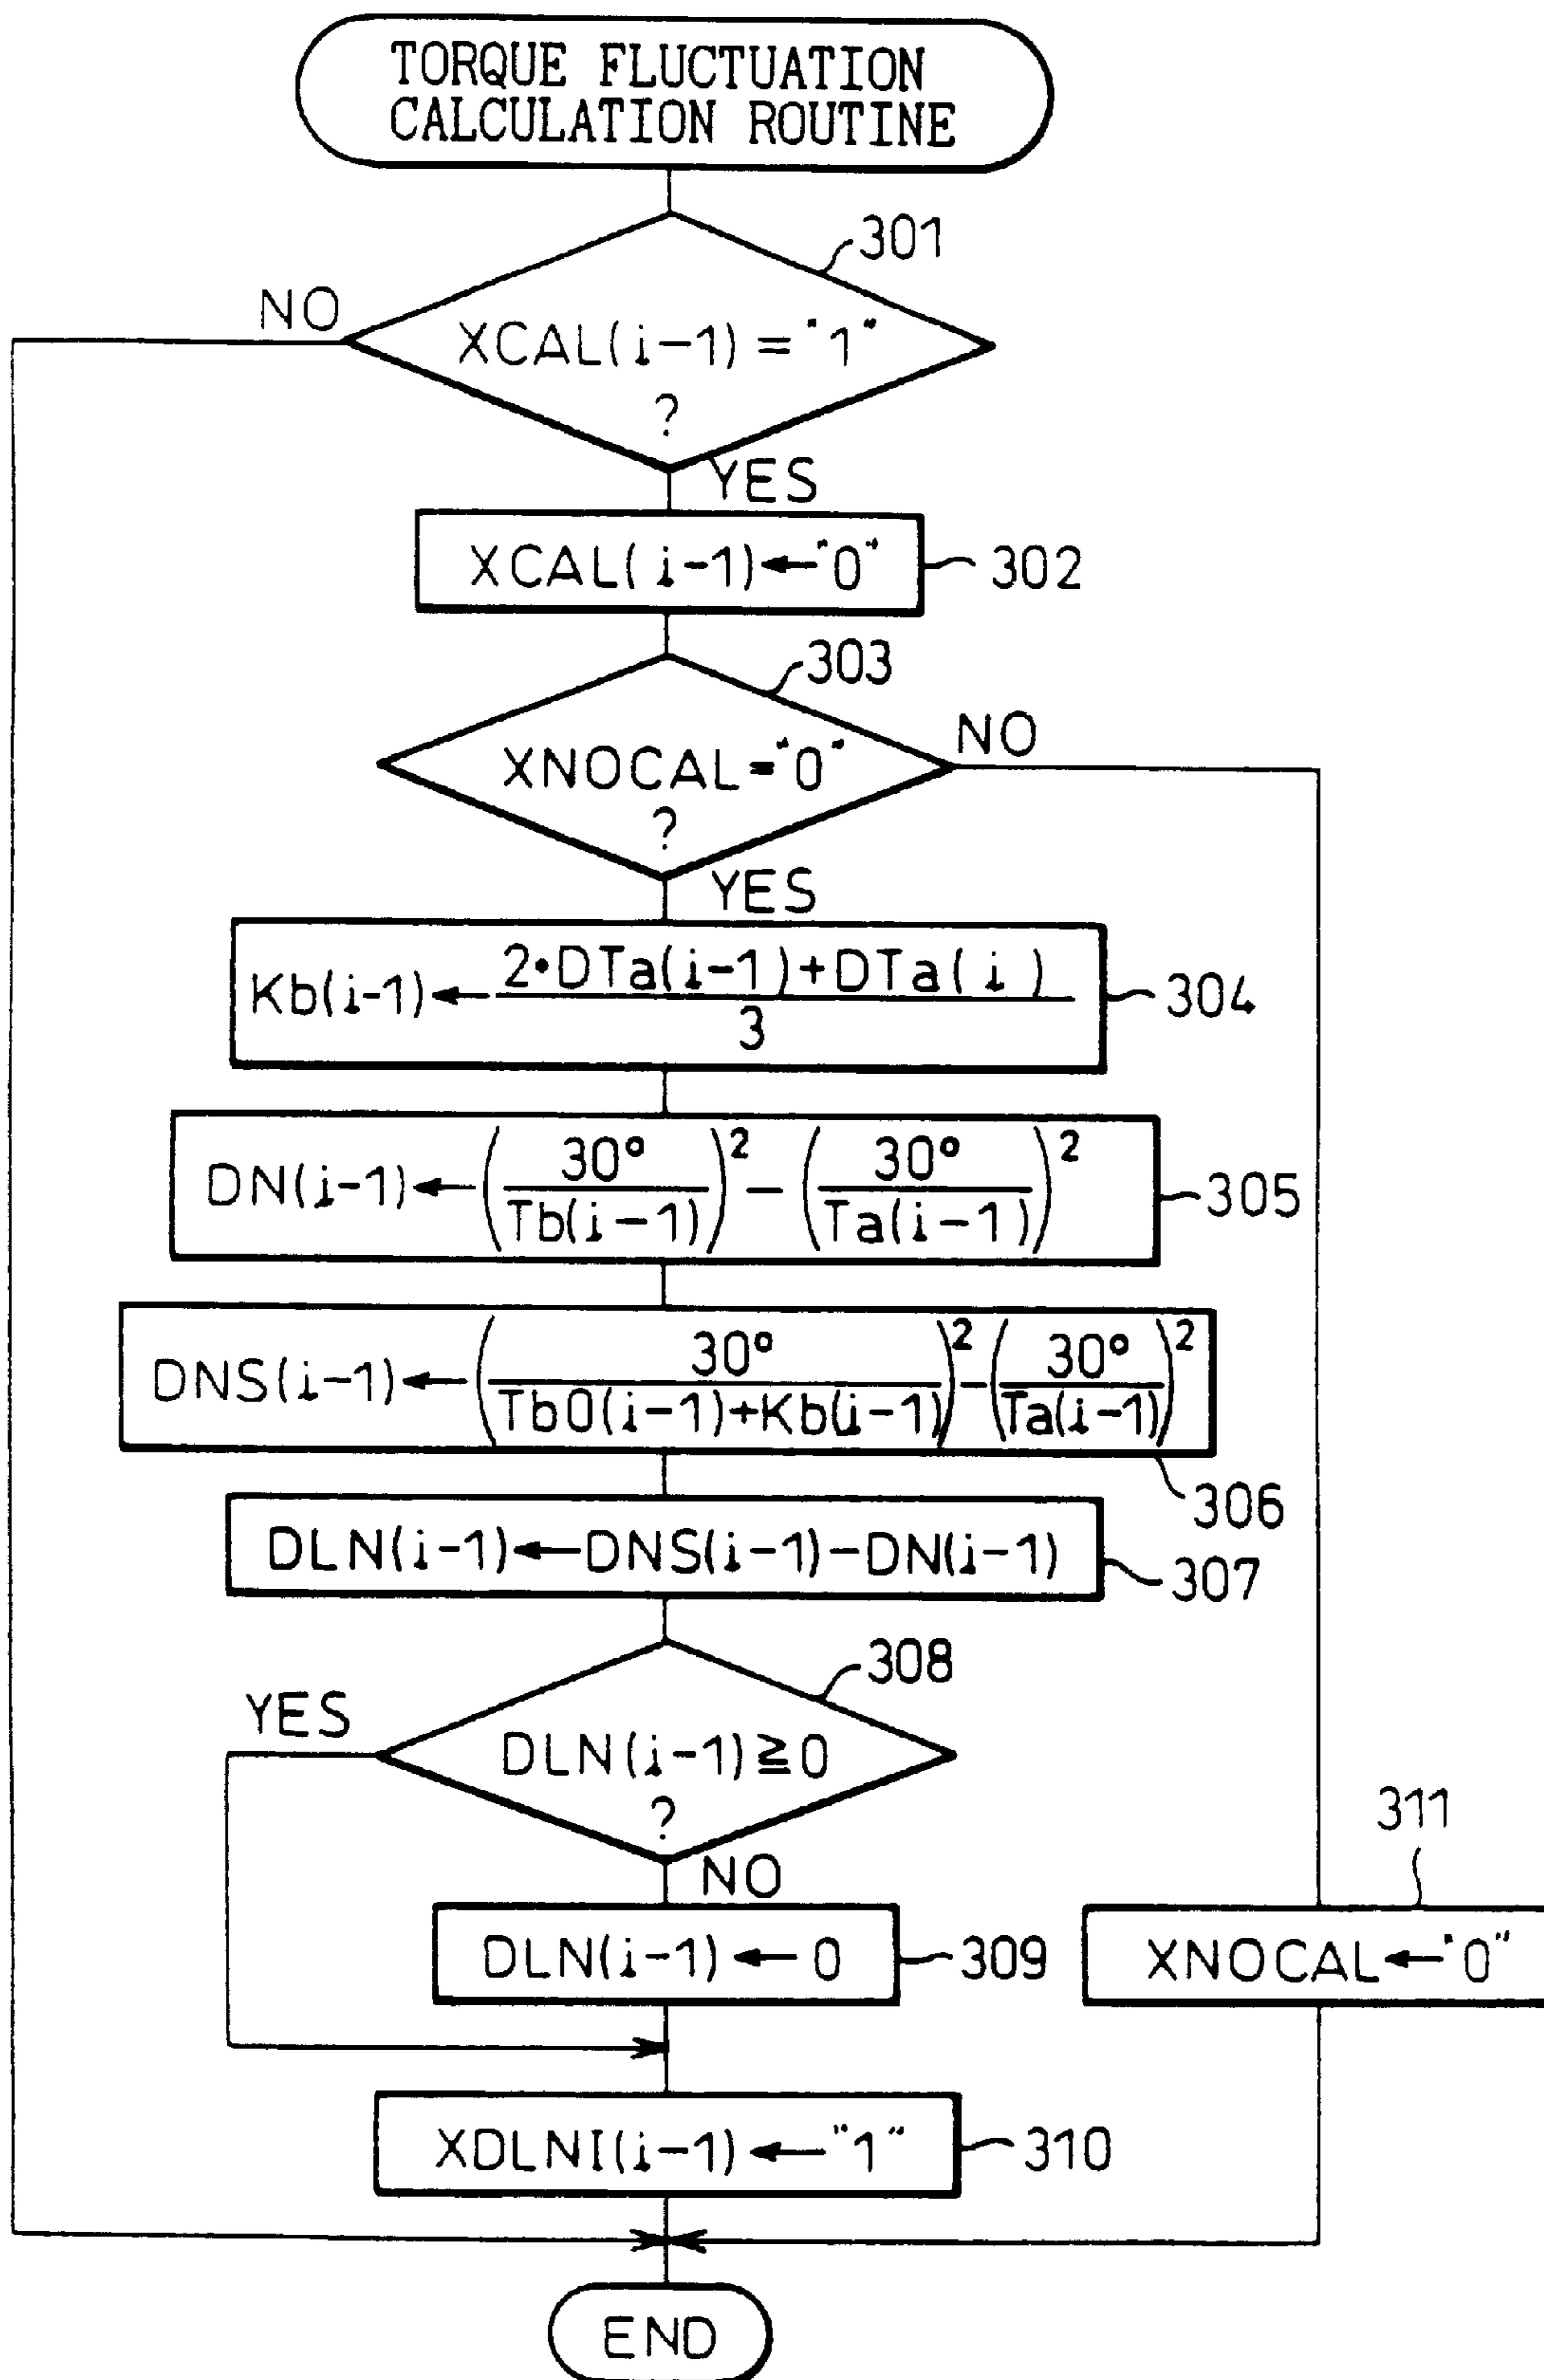 TORQUE FLUCTUATION
CALCULATION ROUTINE
301
NO
XCAL(i-1) = "1"
?
YES
XCAL(i-1)←"0"
302
303
XNOCAL="0"
?
NO
YES
Kb(i-1)← 2•DTa(i-1)+DTa(i)
3
304
DN(i-1)← (30°/Tb(i-1))² - (30°/Ta(i-1))²
305
DNS(i-1)← (30°/Tb0(i-1)+Kb(i-1))² - (30°/Ta(i-1))²
306
DLN(i-1)←DNS(i-1)-DN(i-1)
307
308
YES
DLN(i-1)≧0
?
NO
311
DLN(i-1)←0
309
XNOCAL←"0"
XDLNI(i-1)←"1"
310
END